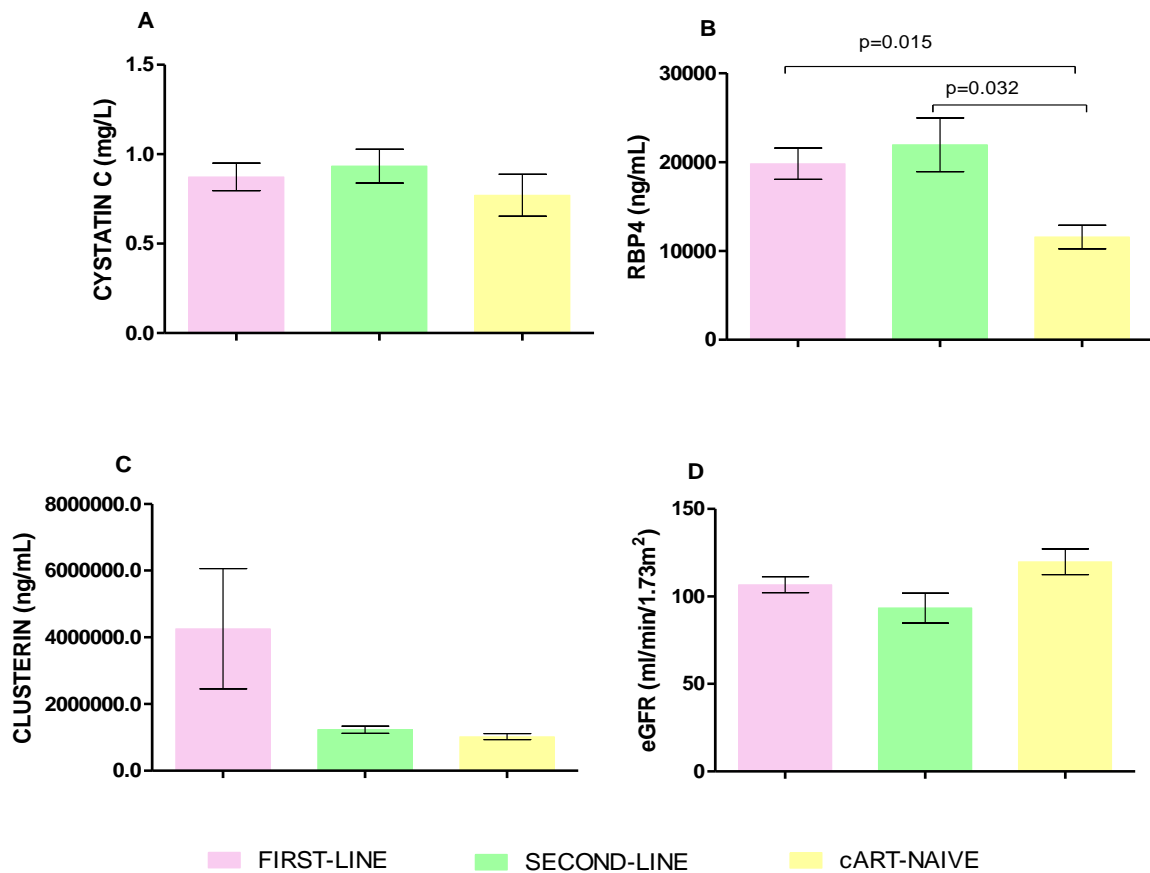 A
CYSTATIN C (mg/L)
1.5
1.0
0.5
0.0
B
p=0.015
p=0.032
RBP4 (ng/mL)
30000
20000
10000
0
C
CLUSTERIN (ng/mL)
8000000.0
6000000.0
4000000.0
2000000.0
0.0
D
eGFR (ml/min/1.73m²)
150
100
50
0
FIRST-LINE
SECOND-LINE
cART-NAIVE